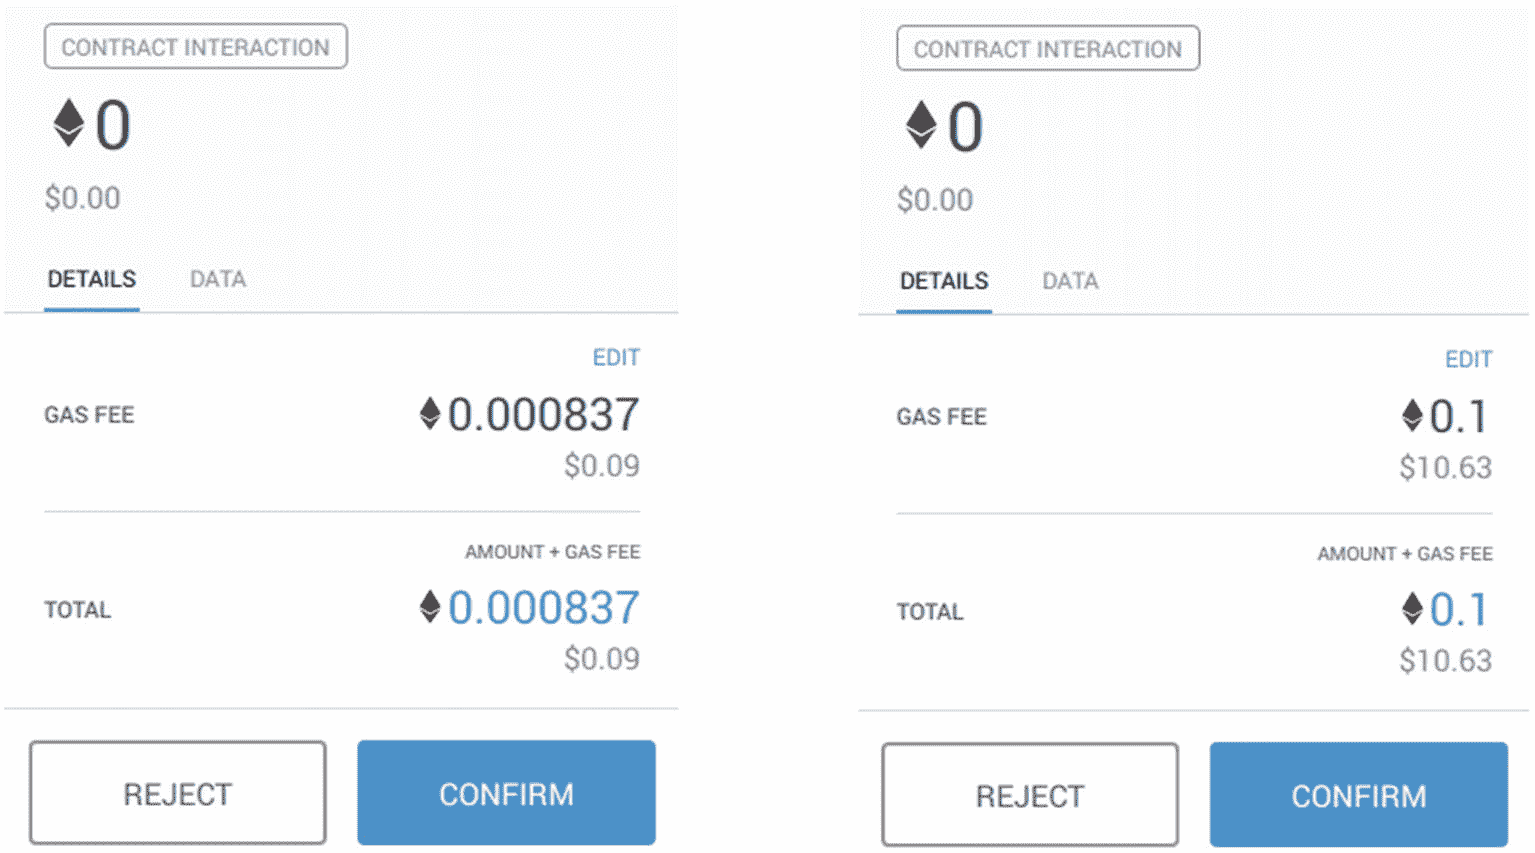 CONTRACT INTERACTION
0
$0.00
DETAILS DATA
EDIT
GAS FEE 0.000837
$0.09
AMOUNT + GAS FEE
TOTAL 0.000837
$0.09
REJECT CONFIRM
CONTRACT INTERACTION
0
$0.00
DETAILS DATA
EDIT
GAS FEE 0.1
$10.63
AMOUNT + GAS FEE
TOTAL 0.1
$10.63
REJECT CONFIRM